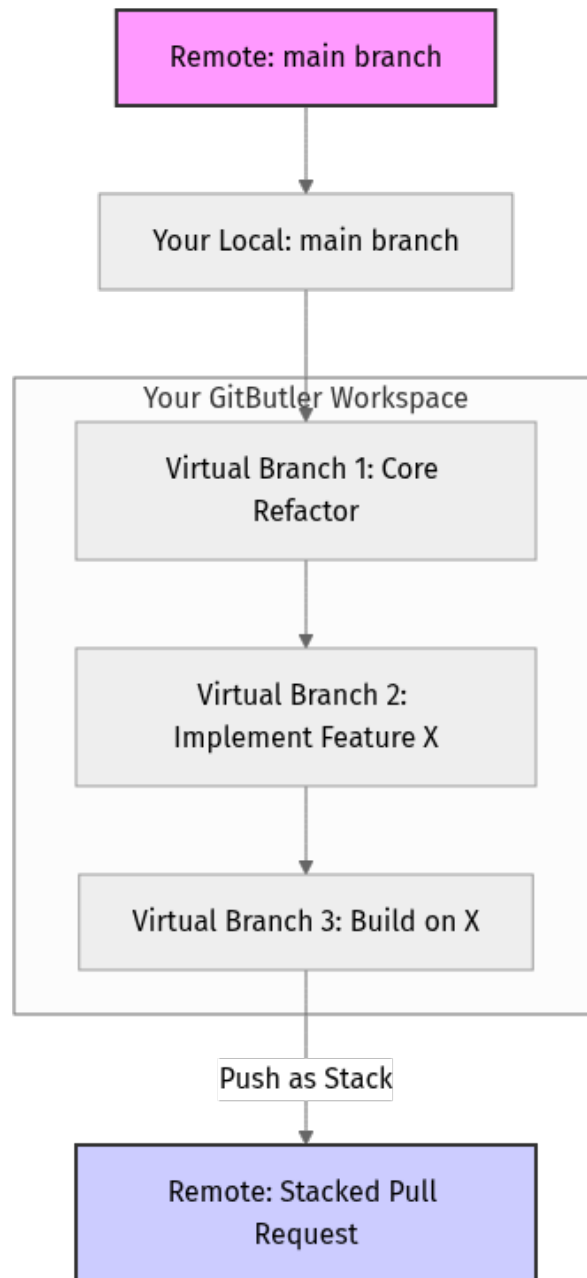 Remote: main branch
Your Local: main branch
Your GitButler Workspace
Virtual Branch 1: Core
Refactor
Virtual Branch 2:
Implement Feature X
Virtual Branch 3: Build on X
Push as Stack
Remote: Stacked Pull
Request